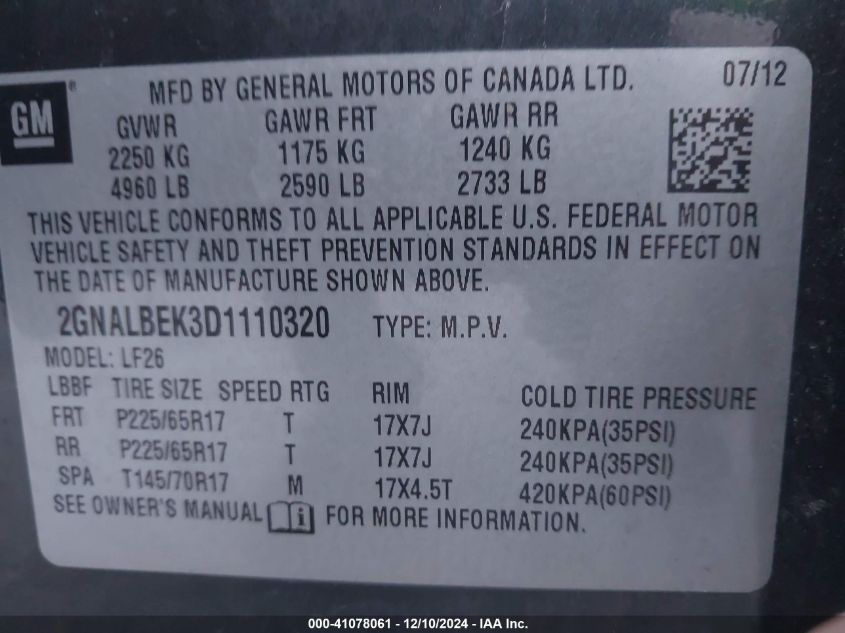 GM® MFD BY GENERAL MOTORS OF CANADA LTD. 07/12
GVWR GAWR FRT GAWR RR
2250 KG 1175 KG 1240 KG
4960 LB 2590 LB 2733 LB
THIS VEHICLE CONFORMS TO ALL APPLICABLE U.S. FEDERAL MOTOR
VEHICLE SAFETY AND THEFT PREVENTION STANDARDS IN EFFECT ON
THE DATE OF MANUFACTURE SHOWN ABOVE.
2GNALBEK3D1110320 TYPE: M.P.V.
MODEL: LF26
LBBF TIRE SIZE SPEED RTG RIM COLD TIRE PRESSURE
FRT P225/65R17 T 17X7J 240KPA(35PSI)
RR P225/65R17 T 17X7J 240KPA(35PSI)
SPA T145/70R17 M 17X4.5T 420KPA(60PSI)
SEE OWNER'S MANUAL i FOR MORE INFORMATION.
000-41078061 - 12/10/2024 - IAA Inc.